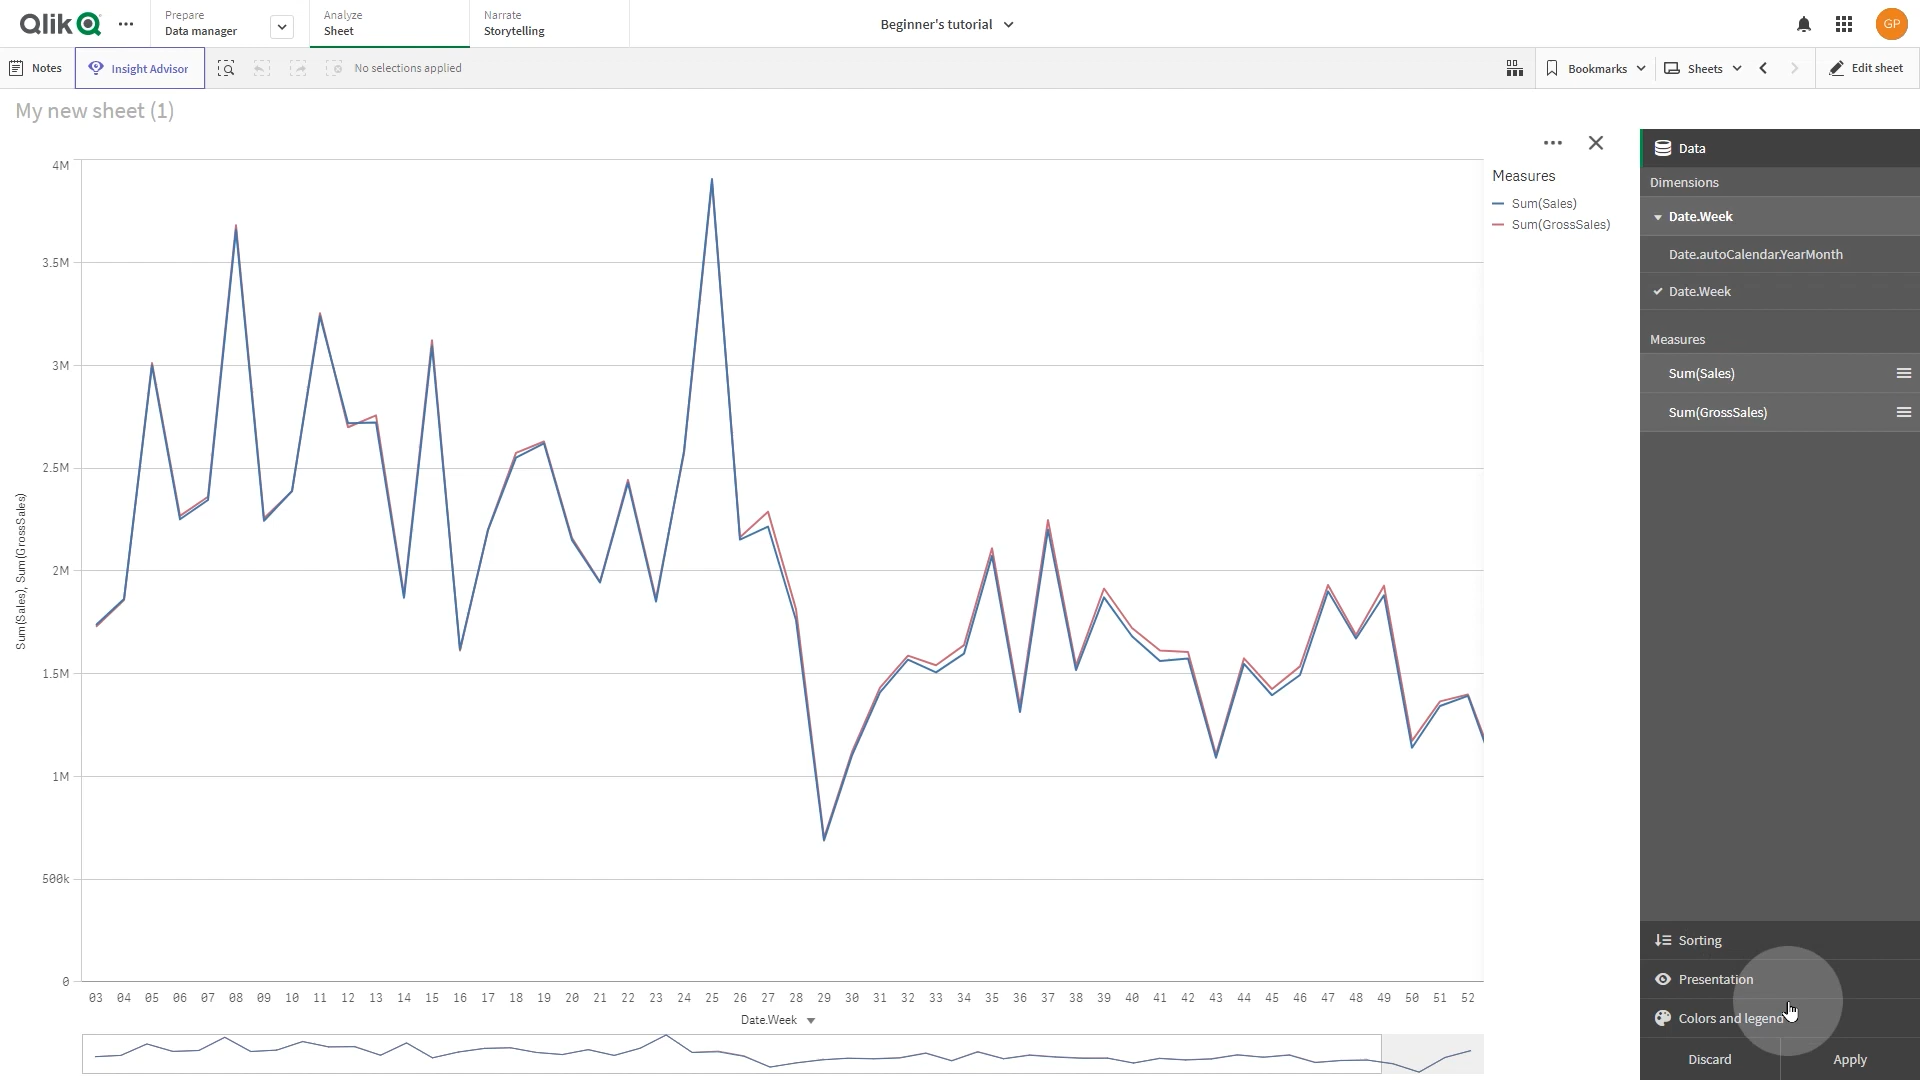 Qlik
Prepare
Data manager
Analyze
Sheet
Narrate
Storytelling
Beginner's tutorial
GP
Notes
Insight Advisor
No selections applied
Bookmarks
Sheets
Edit sheet
My new sheet (1)
Measures
Sum(Sales)
Sum(GrossSales)
4M
3.5M
3M
2.5M
2M
1.5M
1M
500k
0
Sum(Sales), Sum(GrossSales)
03 04 05 06 07 08 09 10 11 12 13 14 15 16 17 18 19 20 21 22 23 24 25 26 27 28 29 30 31 32 33 34 35 36 37 38 39 40 41 42 43 44 45 46 47 48 49 50 51 52
Date.Week
Data
Dimensions
Date.Week
Date.autoCalendar.YearMonth
Date.Week
Measures
Sum(Sales)
Sum(GrossSales)
Sorting
Presentation
Colors and legend
Discard
Apply